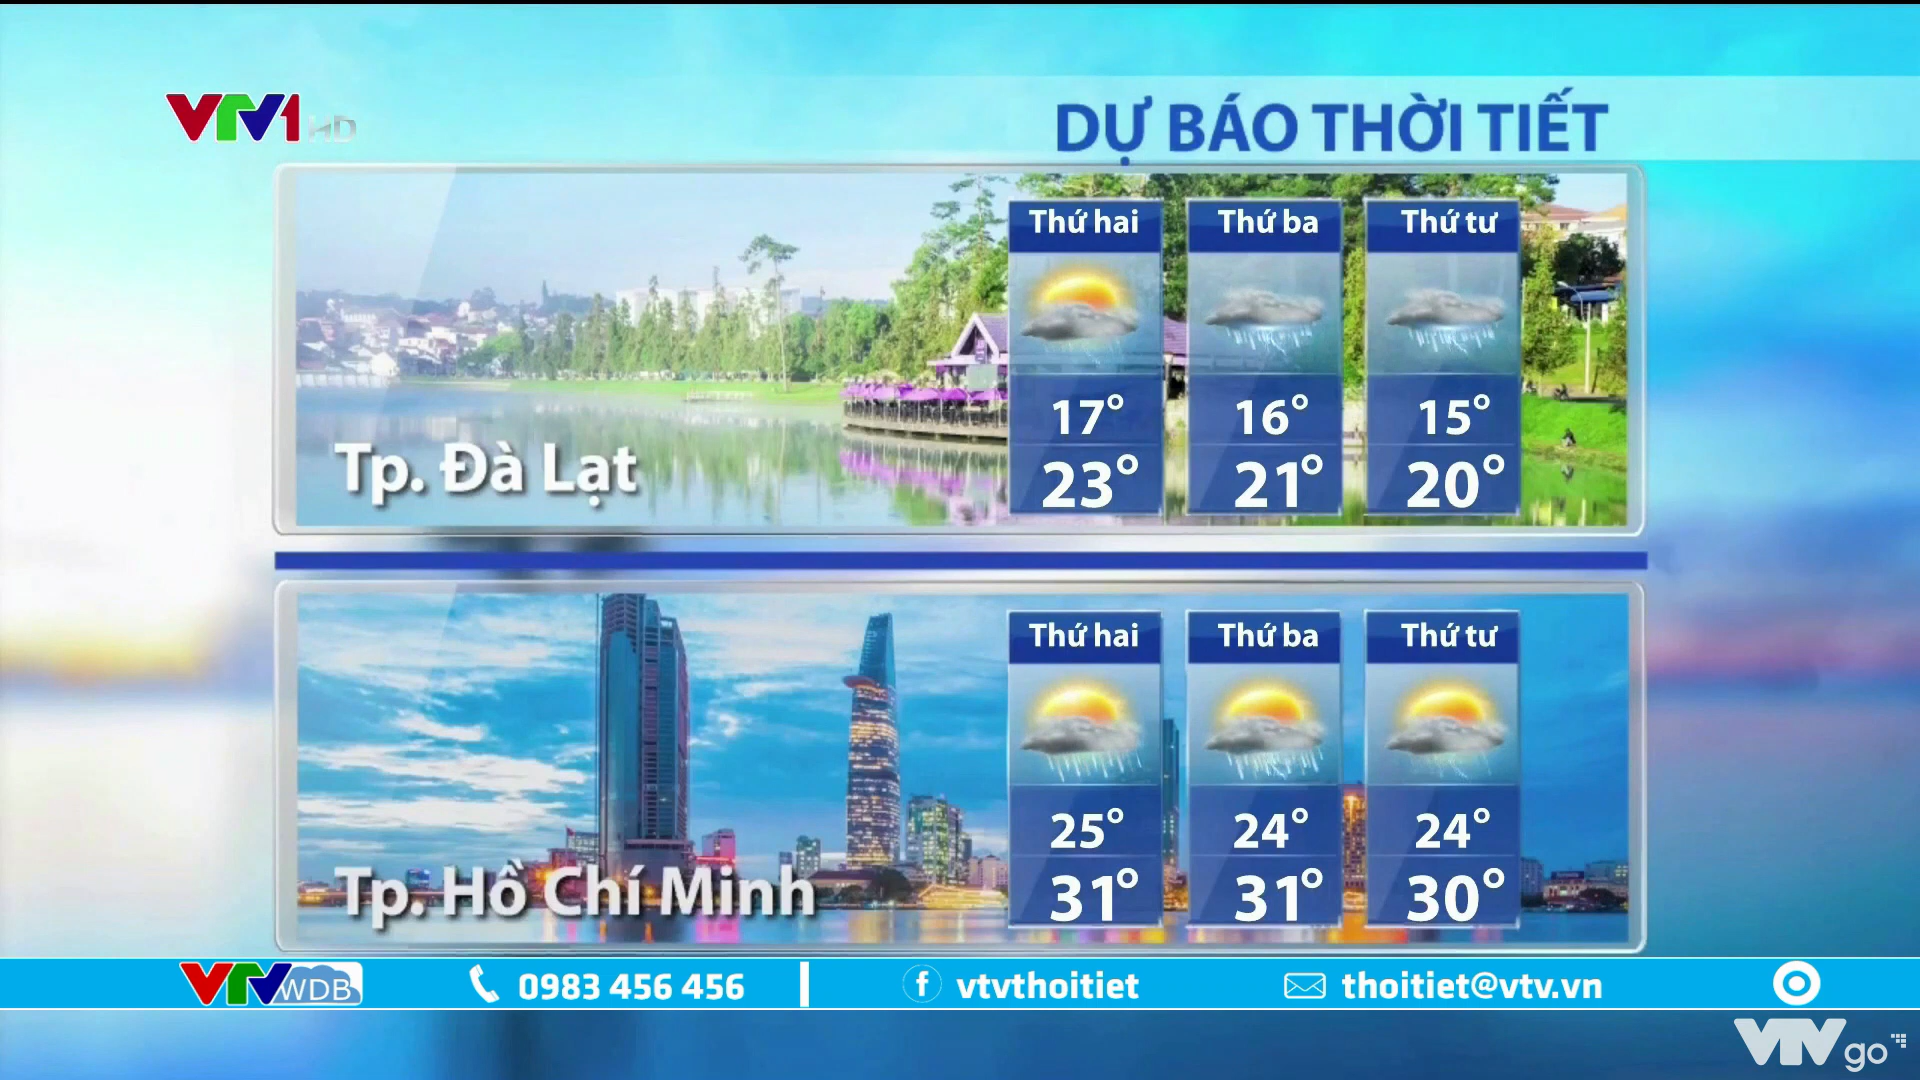 VTV1 HD
DỰ BÁO THỜI TIẾT
Thứ hai Thứ ba Thứ tư
17° 16° 15°
23° 21° 20°
Tp. Đà Lạt
Thứ hai Thứ ba Thứ tư
25° 24° 24°
31° 31° 30°
Tp. Hồ Chí Minh
VTV WDB 0983 456 456 vtvthoitiet thoitiet@vtv.vn
VTV go